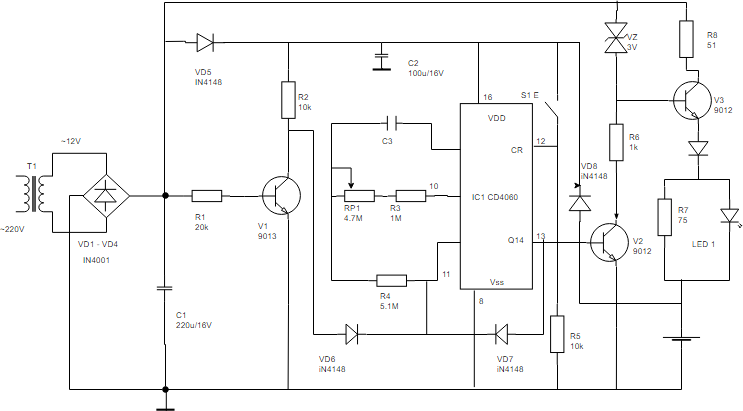 R8
51
VZ
3V
VD5
IN4148
C2
100u/16V
R2
10k
S1 E
V3
9012
16
VDD
R6
1k
~12V
C3
CR
12
T1
VD8
iN4148
10
IC1 CD4060
R1
20k
RP1
4.7M
R3
1M
R7
75
~220V
V1
9013
Q14
13
V2
9012
LED 1
VD1 - VD4
IN4001
11
Vss
R4
5.1M
8
C1
220u/16V
R5
10k
VD6
iN4148
VD7
iN4148